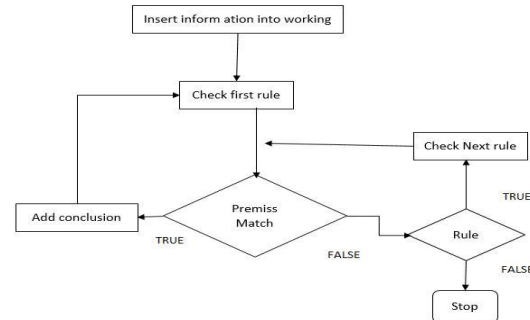 Insert inform ation into working
Check first rule
Check Next rule
Premiss
Match
Add conclusion
TRUE
FALSE
Rule
TRUE
FALSE
Stop